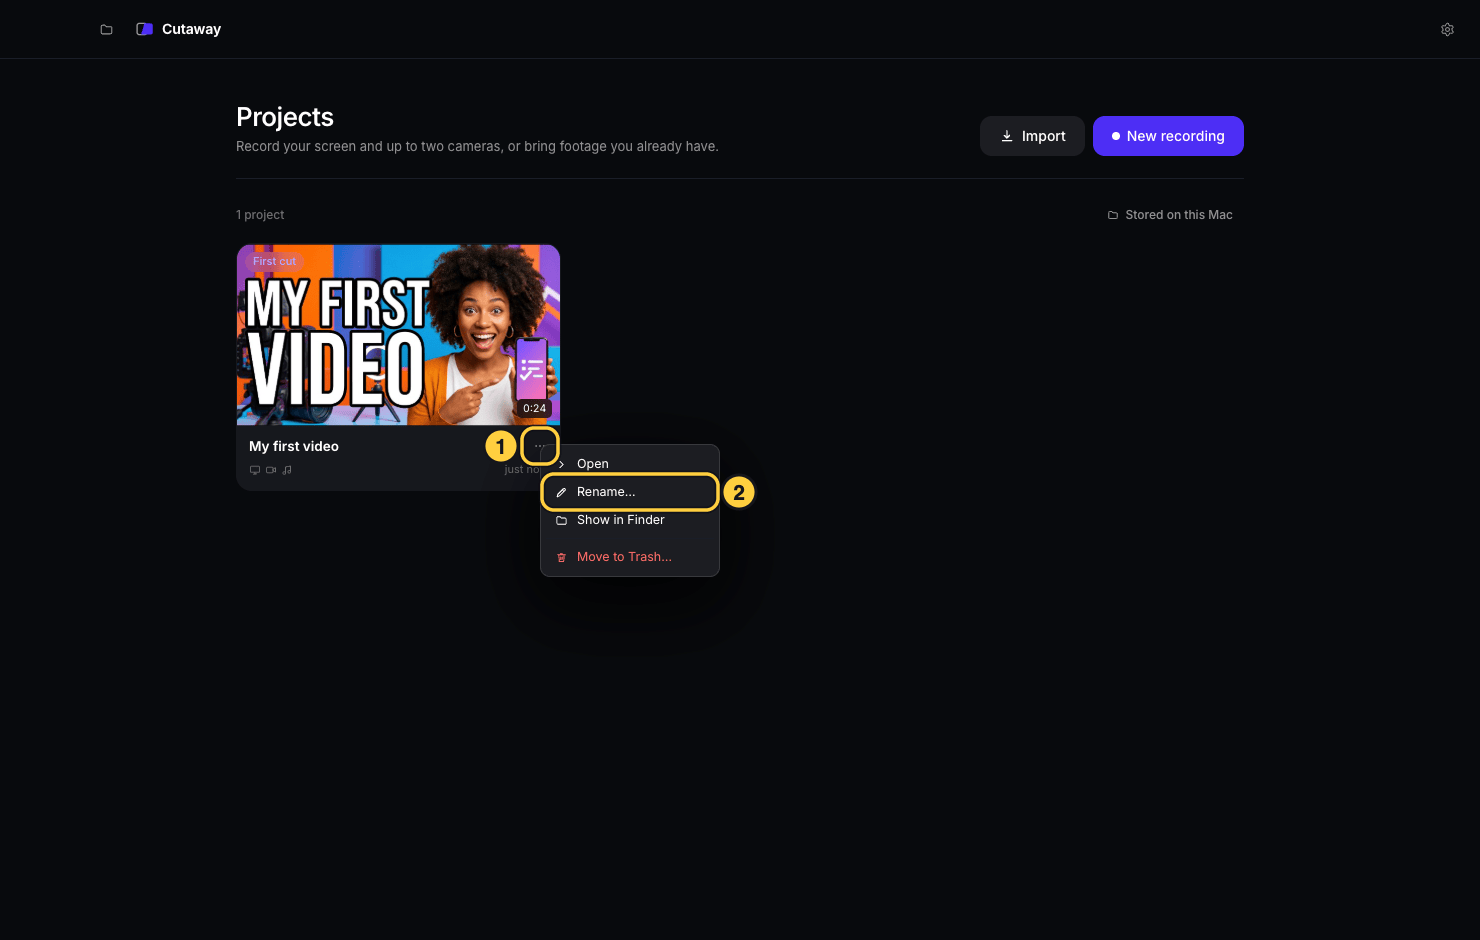 Cutaway
Projects
Record your screen and up to two cameras, or bring footage you already have.
Import
New recording
1 project
Stored on this Mac
First cut
MY FIRST
VIDEO
0:24
My first video
1
...
just no
Open
Rename...
2
Show in Finder
Move to Trash...